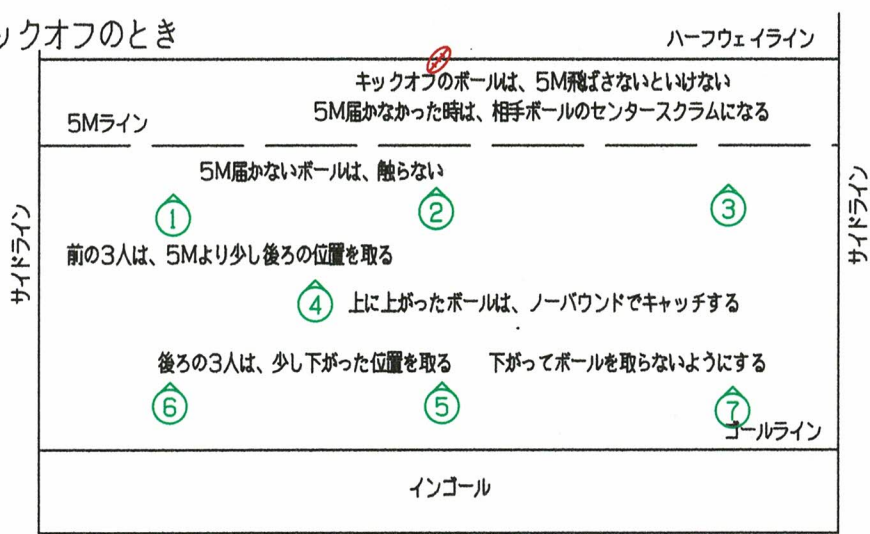 ックオフのとき
ハーフウェイライン
キックオフのボールは、5M飛ばさないといけない
5M届かなかった時は、相手ボールのセンタースクラムになる
5Mライン
5M届かないボールは、触らない
1
2
3
サイドライン
サイドライン
前の3人は、5Mより少し後ろの位置を取る
4
上に上がったボールは、ノーバウンドでキャッチする
後ろの3人は、少し下がった位置を取る
下がってボールを取らないようにする
6
5
7
ゴールライン
インゴール